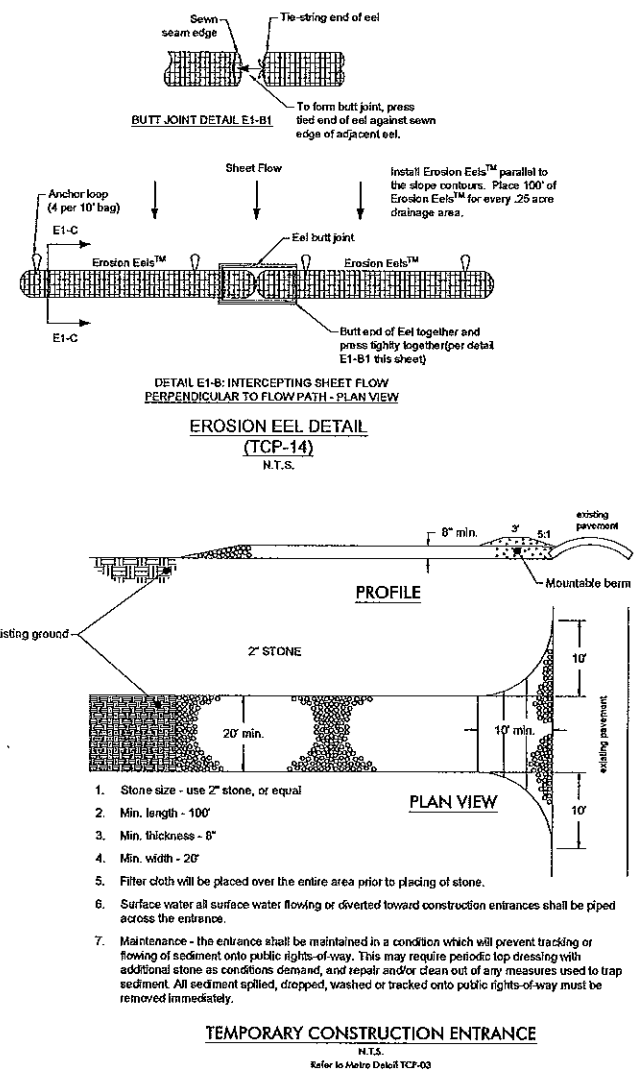 Sewn
seam edge
Tie-string end of eel
To form butt joint, press
tied end of eel against sewn
edge of adjacent eel.
BUTT JOINT DETAIL E1-B1
Sheet Flow
Install Erosion Eels™ parallel to
the slope contours. Place 100' of
Erosion Eels™ for every .25 acre
drainage area.
Anchor loop
(4 per 10' bag)
E1-C
Eel butt joint
Erosion Eels™
Erosion Eels™
E1-C
Butt end of Eel together and
press tightly together(per detail
E1-B1 this sheet)
DETAIL E1-B: INTERCEPTING SHEET FLOW
PERPENDICULAR TO FLOW PATH - PLAN VIEW
EROSION EEL DETAIL
(TCP-14)
N.T.S.
8" min.
3'
5:1
existing
pavement
Mountable berm
PROFILE
isting ground
2" STONE
10'
20' min.
10' min.
existing pavement
10'
PLAN VIEW
1. Stone size - use 2" stone, or equal
2. Min. length - 100'
3. Min. thickness - 8"
4. Min. width - 20'
5. Filter cloth will be placed over the entire area prior to placing of stone.
6. Surface water all surface water flowing or diverted toward construction entrances shall be piped
across the entrance.
7. Maintenance - the entrance shall be maintained in a condition which will prevent tracking or
flowing of sediment onto public rights-of-way. This may require periodic top dressing with
additional stone as conditions demand, and repair and/or clean out of any measures used to trap
sediment. All sediment spilled, dropped, washed or tracked onto public rights-of-way must be
removed immediately.
TEMPORARY CONSTRUCTION ENTRANCE
N.T.S.
Refer to Metro Detail TCP-03